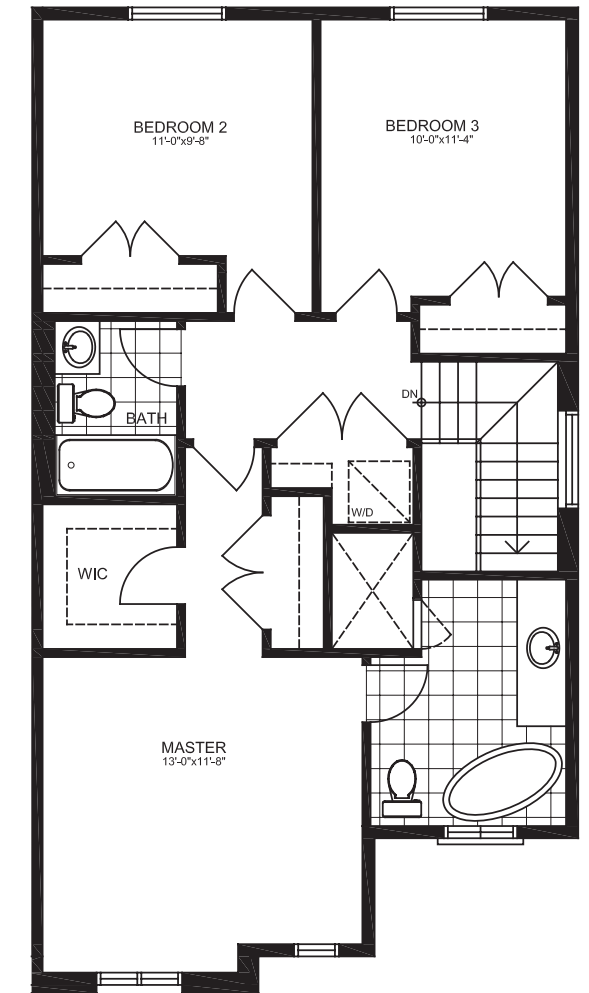 BEDROOM 2
11'-0"x9'-8"
BEDROOM 3
10'-0"x11'-4"
DN
BATH
W/D
WIC
MASTER
13'-0"x11'-8"